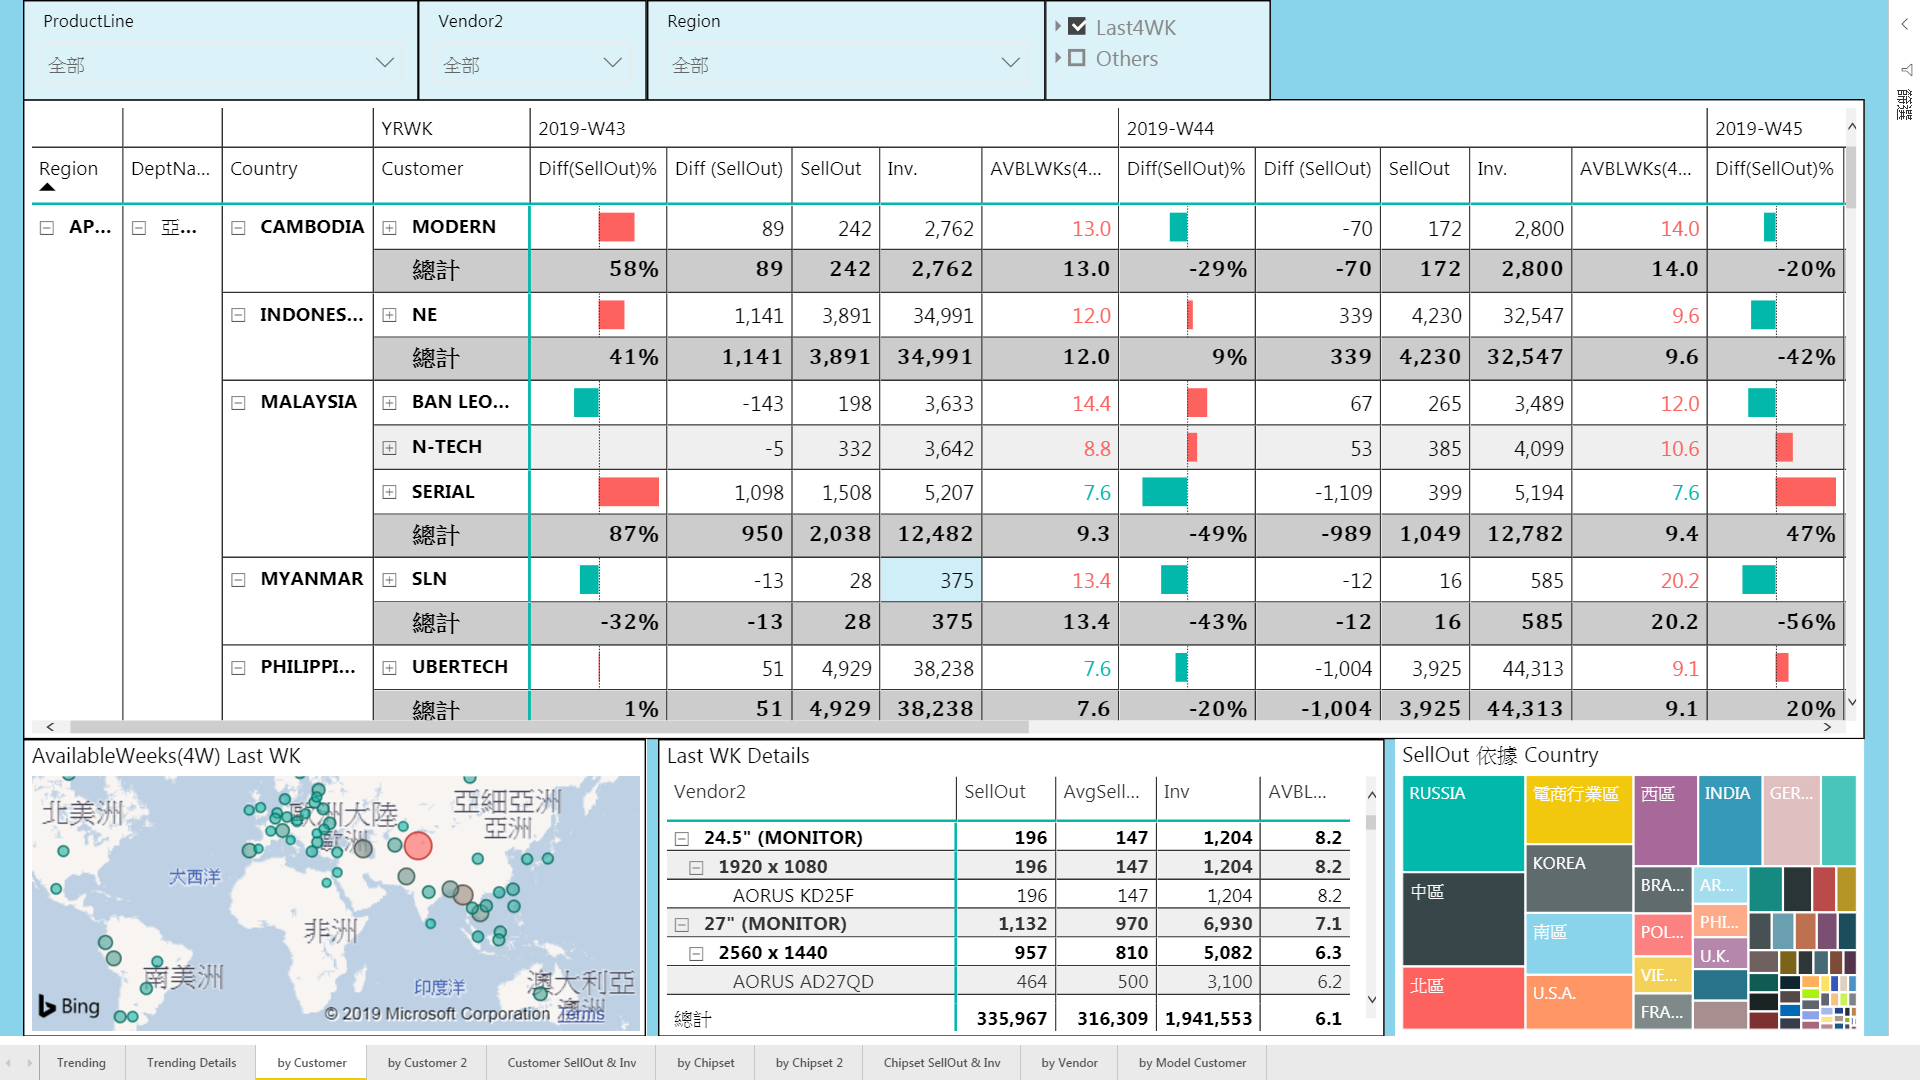 ProductLine Vendor2 Region
全部 全部 全部
Last4WK
Others
篩選
YRWK 2019-W43 2019-W44 2019-W45
Region DeptNa... Country Customer Diff(SellOut)% Diff (SellOut) SellOut Inv. AVBLWKs(4... Diff(SellOut)% Diff (SellOut) SellOut Inv. AVBLWKs(4... Diff(SellOut)%
AP... 亞... CAMBODIA MODERN 89 242 2,762 13.0 -70 172 2,800 14.0
總計 58% 89 242 2,762 13.0 -29% -70 172 2,800 14.0 -20%
INDONES... NE 1,141 3,891 34,991 12.0 339 4,230 32,547 9.6
總計 41% 1,141 3,891 34,991 12.0 9% 339 4,230 32,547 9.6 -42%
MALAYSIA BAN LEO... -143 198 3,633 14.4 67 265 3,489 12.0
N-TECH -5 332 3,642 8.8 53 385 4,099 10.6
SERIAL 1,098 1,508 5,207 7.6 -1,109 399 5,194 7.6
總計 87% 950 2,038 12,482 9.3 -49% -989 1,049 12,782 9.4 47%
MYANMAR SLN -13 28 375 13.4 -12 16 585 20.2
總計 -32% -13 28 375 13.4 -43% -12 16 585 20.2 -56%
PHILIPPI... UBERTECH 51 4,929 38,238 7.6 -1,004 3,925 44,313 9.1
總計 1% 51 4,929 38,238 7.6 -20% -1,004 3,925 44,313 9.1 20%
AvailableWeeks(4W) Last WK
北美洲
歐洲大陸
歐洲
亞細亞洲
亞洲
大西洋
非洲
南美洲
印度洋
澳大利亞
澳洲
Bing
© 2019 Microsoft Corporation Terms
Last WK Details
Vendor2 SellOut AvgSell... Inv AVBL...
24.5" (MONITOR) 196 147 1,204 8.2
1920 x 1080 196 147 1,204 8.2
AORUS KD25F 196 147 1,204 8.2
27" (MONITOR) 1,132 970 6,930 7.1
2560 x 1440 957 810 5,082 6.3
AORUS AD27QD 464 500 3,100 6.2
總計 335,967 316,309 1,941,553 6.1
SellOut 依據 Country
RUSSIA
中區
北區
電商行業區
KOREA
南區
U.S.A.
西區
BRA...
POL...
VIE...
FRA...
INDIA
AR...
PHI...
U.K.
GER...
Trending Trending Details by Customer by Customer 2 Customer SellOut & Inv by Chipset by Chipset 2 Chipset SellOut & Inv by Vendor by Model Customer